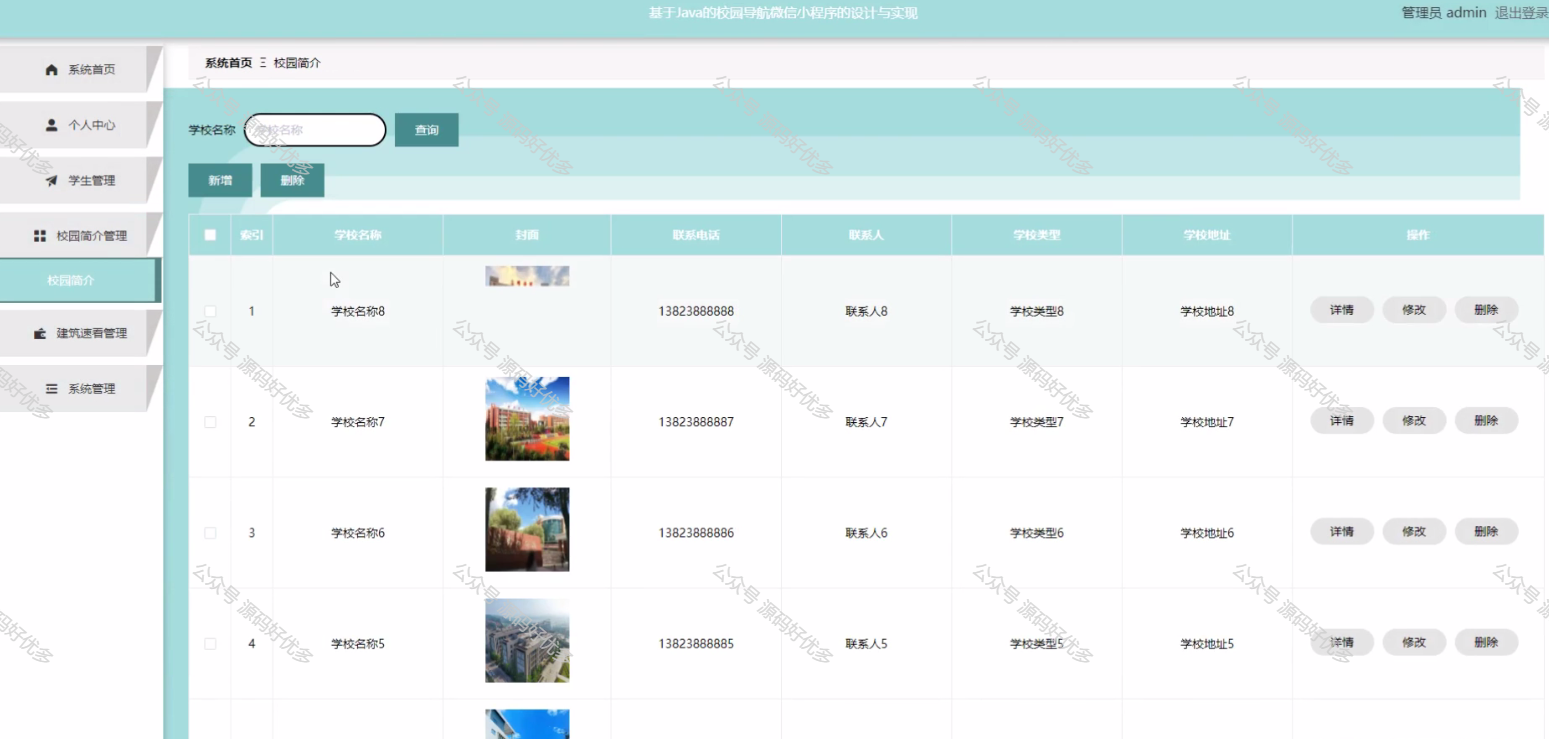 基于Java的校园导航微信小程序的设计与实现
管理员 admin 退出登录
系统首页
个人中心
学生管理
校园简介管理
校园简介
建筑速看管理
系统管理
系统首页 Ξ 校园简介
学校名称 学校名称 查询
新增 删除
索引 学校名称 封面 联系电话 联系人 学校类型 学校地址 操作
1 学校名称8 13823888888 联系人8 学校类型8 学校地址8 详情 修改 删除
2 学校名称7 13823888887 联系人7 学校类型7 学校地址7 详情 修改 删除
3 学校名称6 13823888886 联系人6 学校类型6 学校地址6 详情 修改 删除
4 学校名称5 13823888885 联系人5 学校类型5 学校地址5 详情 修改 删除
公众号 源码好优多